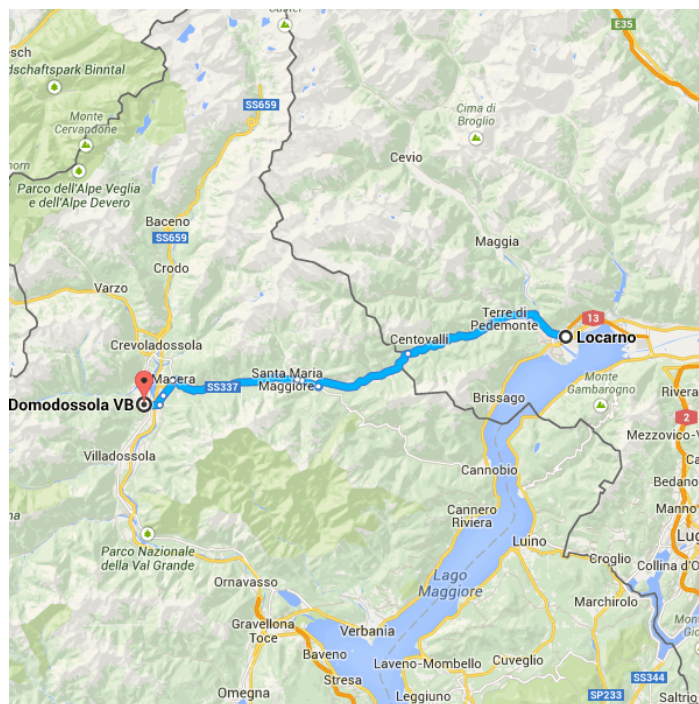 E35
esch
SS659
dschaftspark Binntal
Monte
Cervandone
Cima di
Broglio
Cevio
Parco dell'Alpe Veglia
e dell'Alpe Devero
Baceno
SS659
Maggia
Crodo
Varzo
Terre di
Pedemonte
13
Crevoladossola
Centovalli
Locarno
Masera
Santa Maria
Maggiore
SS337
Monte
Gambarogno
Rivera
Domodossola VB
Brissago
2
Mezzovico-V
Villadossola
Cannobio
Bedano
Cannero
Riviera
Manno
Lug
Parco Nazionale
della Val Grande
Luino
Croglio
Collina d'O
Ornavasso
Lago
Maggiore
Marchirolo
Gravellona
Toce
Verbania
Baveno
Laveno-Mombello
Cuveglio
Stresa
SS344
Omegna
Leggiuno
SP233
Saltrio